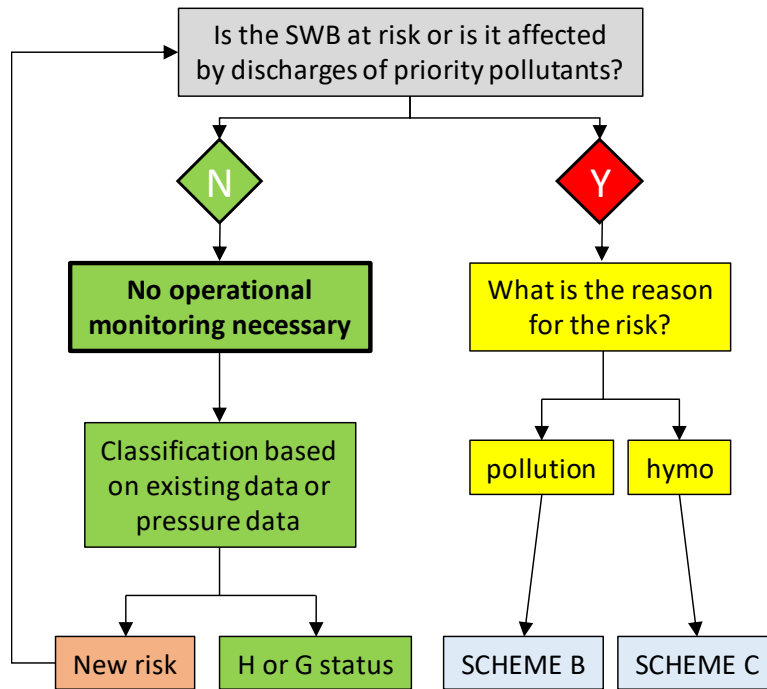 Is the SWB at risk or is it affected
by discharges of priority pollutants?
N
Y
No operational
monitoring necessary
What is the reason
for the risk?
Classification based
on existing data or
pressure data
pollution
hymo
New risk
H or G status
SCHEME B
SCHEME C